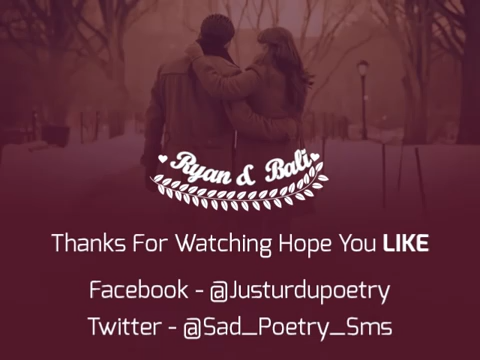 Ryan & Bali
Thanks For Watching Hope You LIKE
Facebook - @Justurdupoetry
Twitter - @Sad_Poetry_Sms